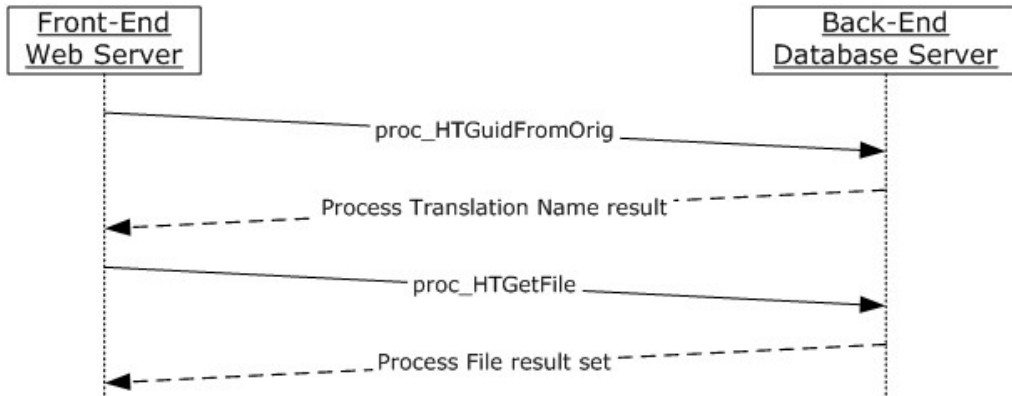 Front-End
Web Server
Back-End
Database Server
proc_HTGuidFromOrig
Process Translation Name result
proc_HTGetFile
Process File result set